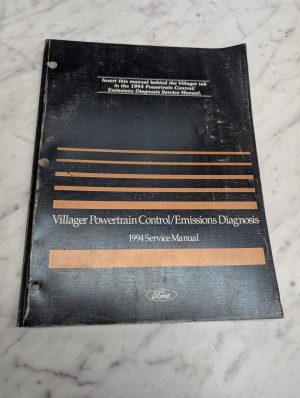 Insert this manual behind the Villager tab
in the 1994 Powertrain Control/
Emissions Diagnosis Service Manual.
Villager Powertrain Control/Emissions Diagnosis
1994 Service Manual
Ford